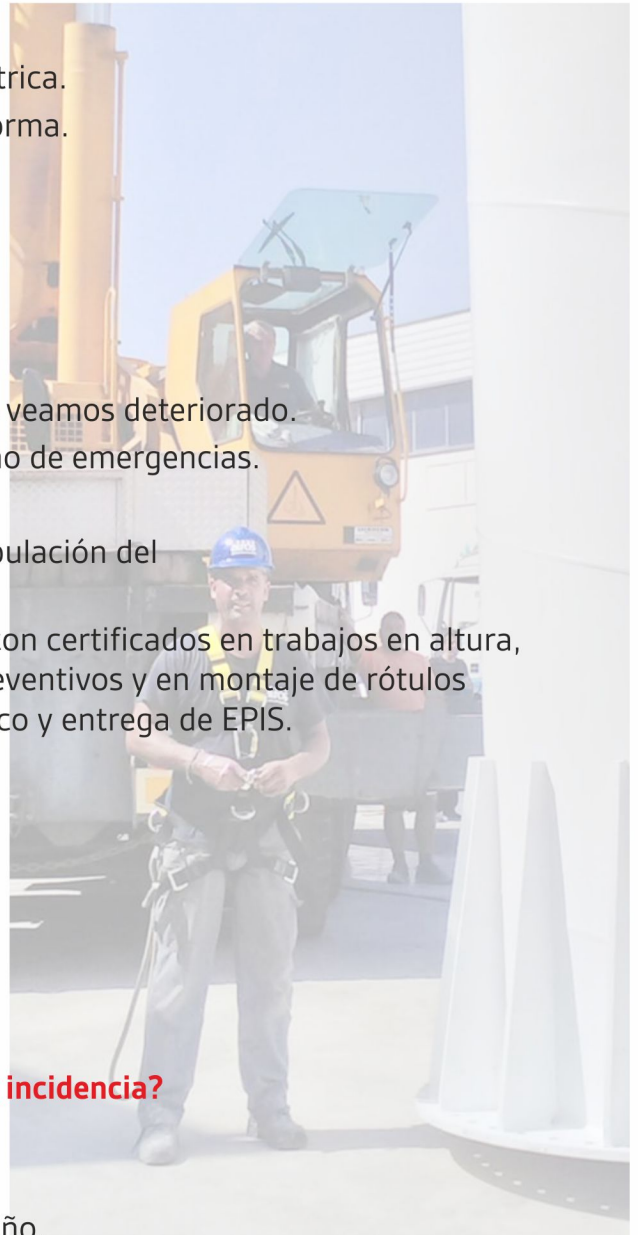 trica.
orma.
veamos deteriorado.
no de emergencias.
pulación del
con certificados en trabajos en altura,
eventivos y en montaje de rótulos
co y entrega de EPIS.
incidencia?
ño